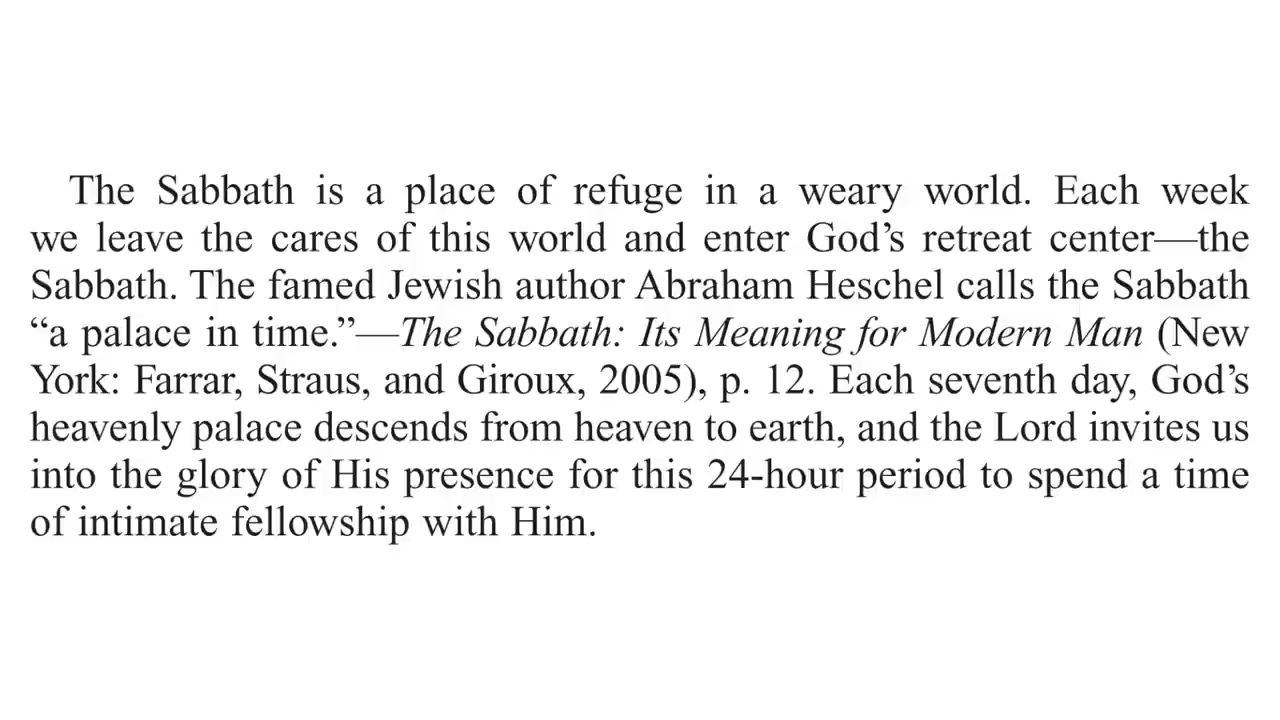 The Sabbath is a place of refuge in a weary world. Each week
we leave the cares of this world and enter God’s retreat center—the
Sabbath. The famed Jewish author Abraham Heschel calls the Sabbath
“a palace in time.”—The Sabbath: Its Meaning for Modern Man (New
York: Farrar, Straus, and Giroux, 2005), p. 12. Each seventh day, God’s
heavenly palace descends from heaven to earth, and the Lord invites us
into the glory of His presence for this 24-hour period to spend a time
of intimate fellowship with Him.